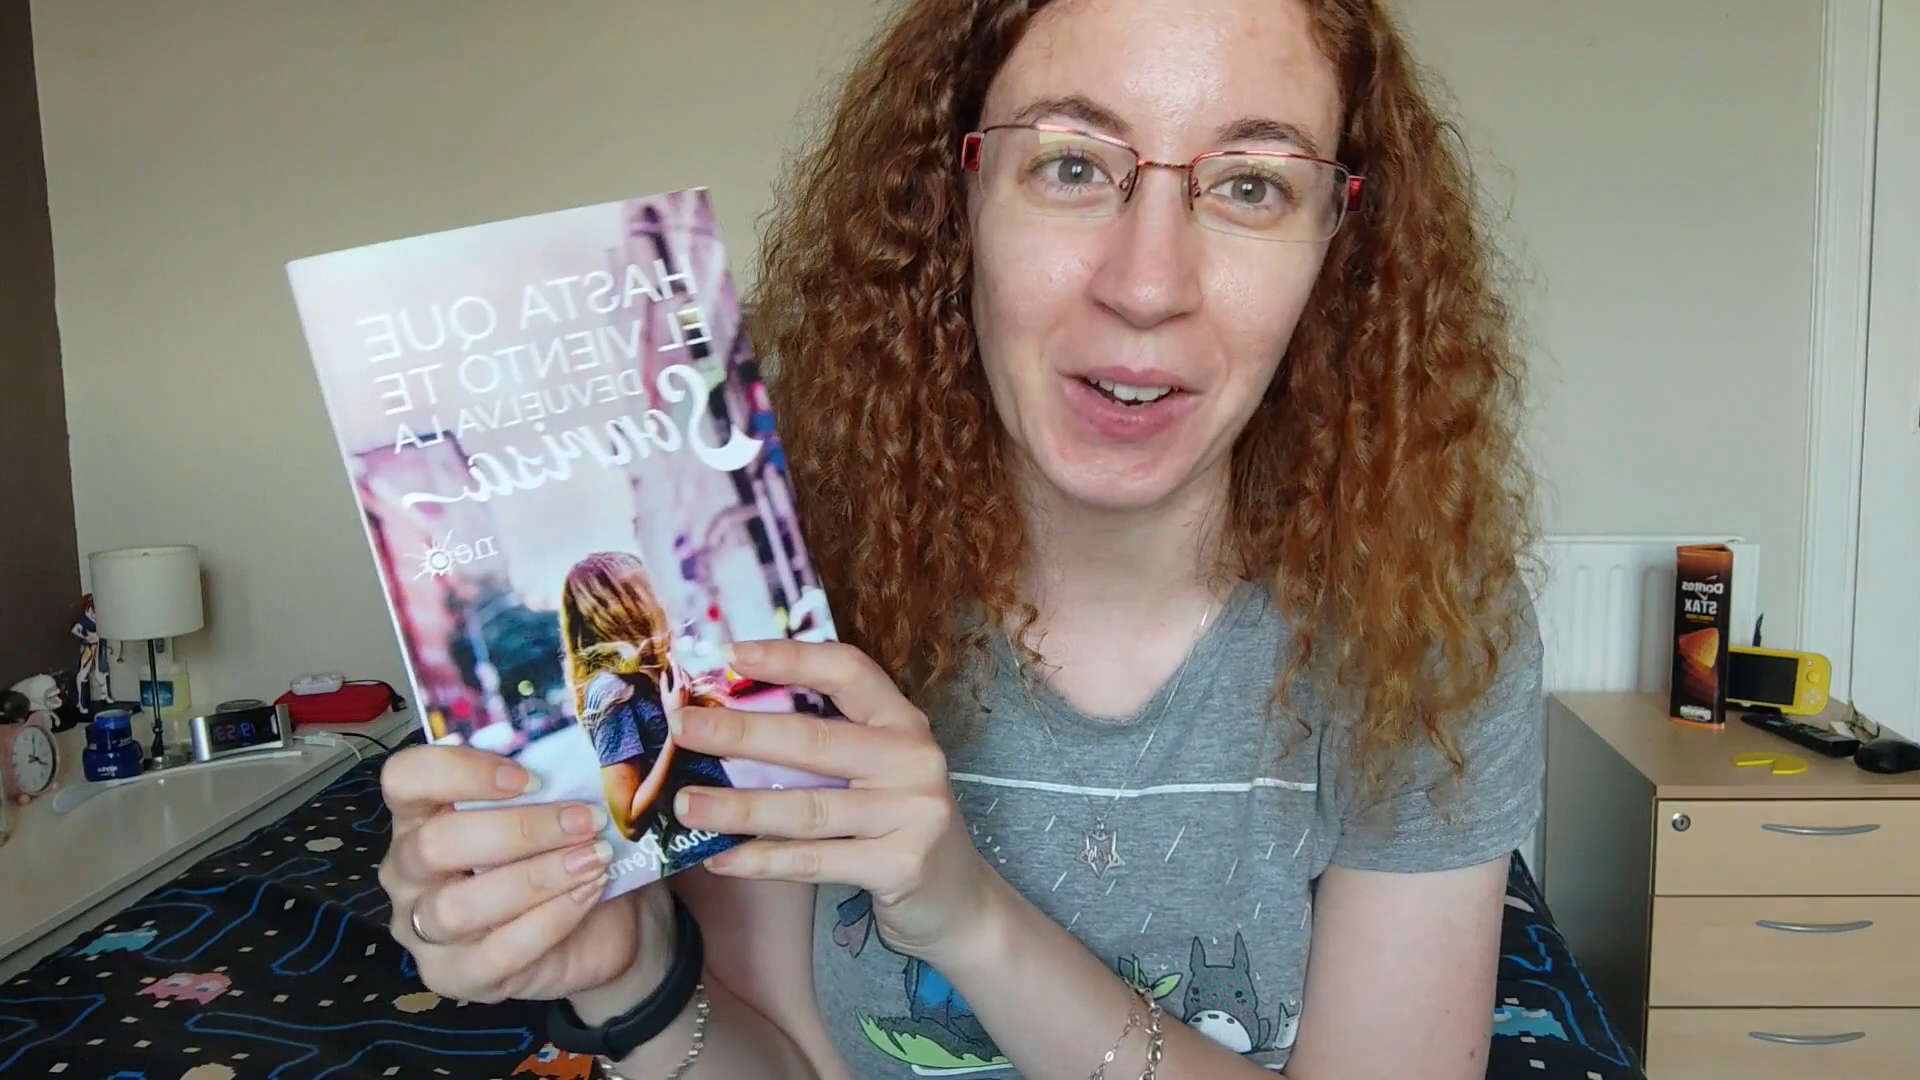 HASTA QUE
EL VIENTO TE
DEVUELVA LA
Sonrisa
neo
Doritos
STAX